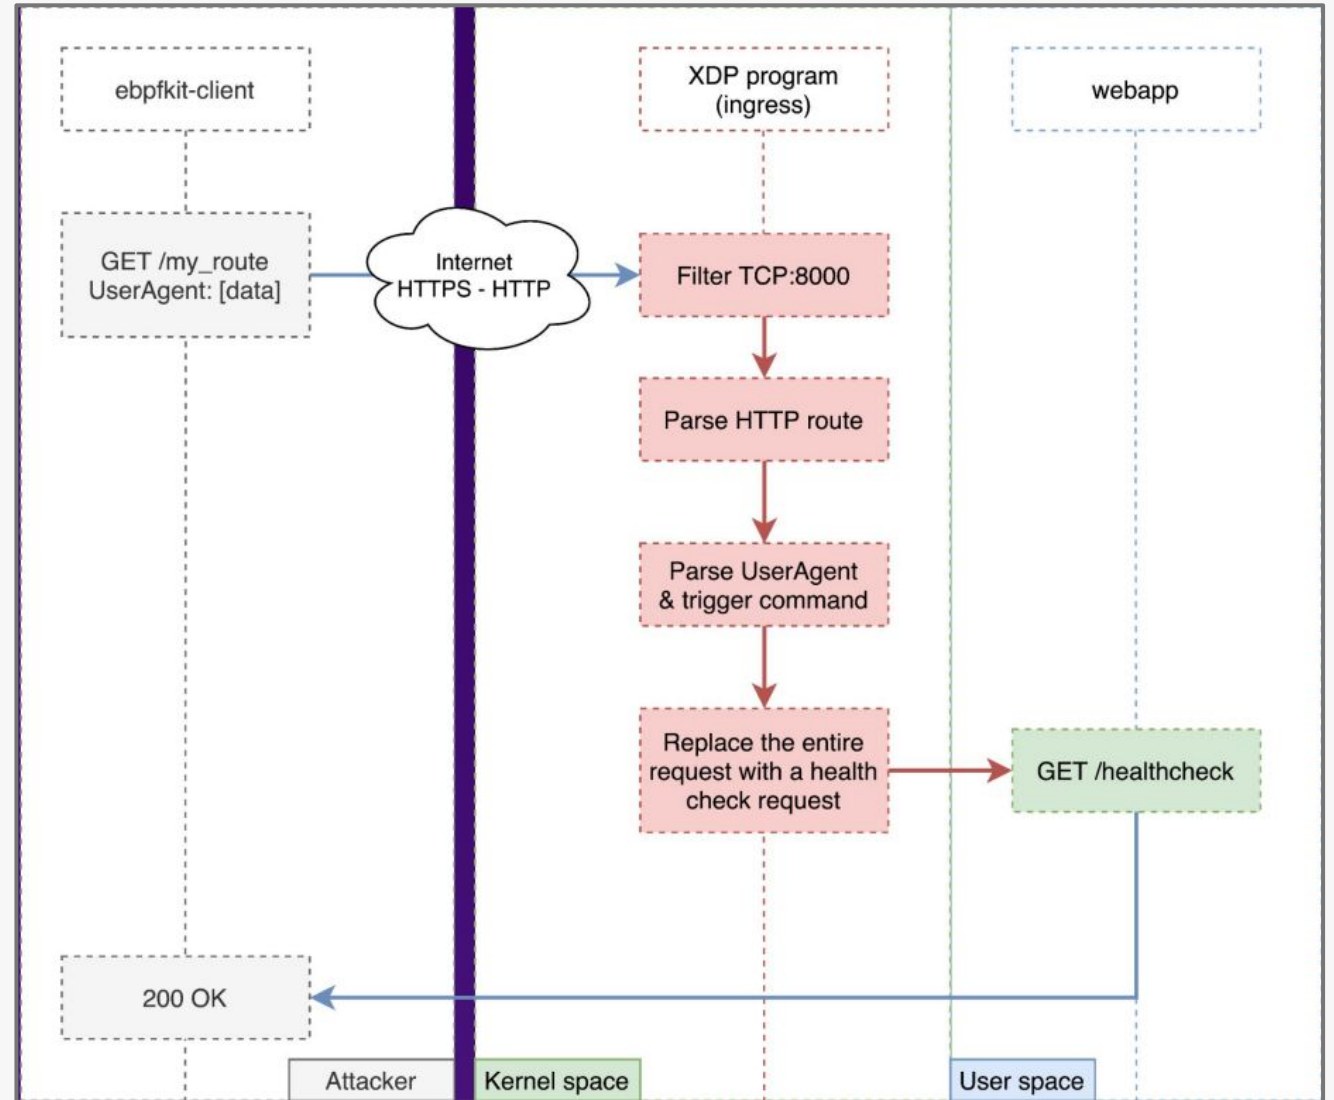 ebpfkit-client
XDP program
(ingress)
webapp
GET /my_route
UserAgent: [data]
Internet
HTTPS - HTTP
Filter TCP:8000
Parse HTTP route
Parse UserAgent
& trigger command
Replace the entire
request with a health
check request
GET /healthcheck
200 OK
Attacker
Kernel space
User space